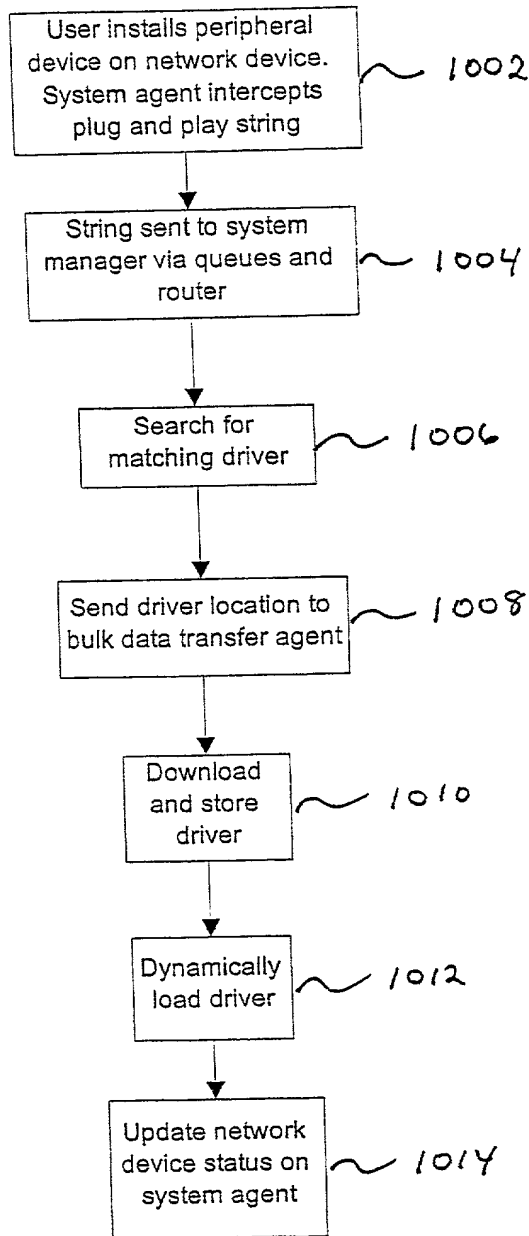 User installs peripheral
device on network device.
System agent intercepts
plug and play string
1002
String sent to system
manager via queues and
router
1004
Search for
matching driver
1006
Send driver location to
bulk data transfer agent
1008
Download
and store
driver
1010
Dynamically
load driver
1012
Update network
device status on
system agent
1014